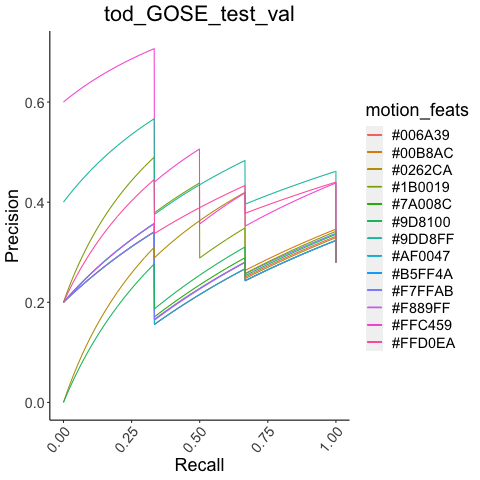 tod_GOSE_test_val
Precision
0.6
0.4
0.2
0.0
0.00
0.25
0.50
0.75
1.00
Recall
motion_feats
#006A39
#00B8AC
#0262CA
#1B0019
#7A008C
#9D8100
#9DD8FF
#AF0047
#B5FF4A
#F7FFAB
#F889FF
#FFC459
#FFD0EA